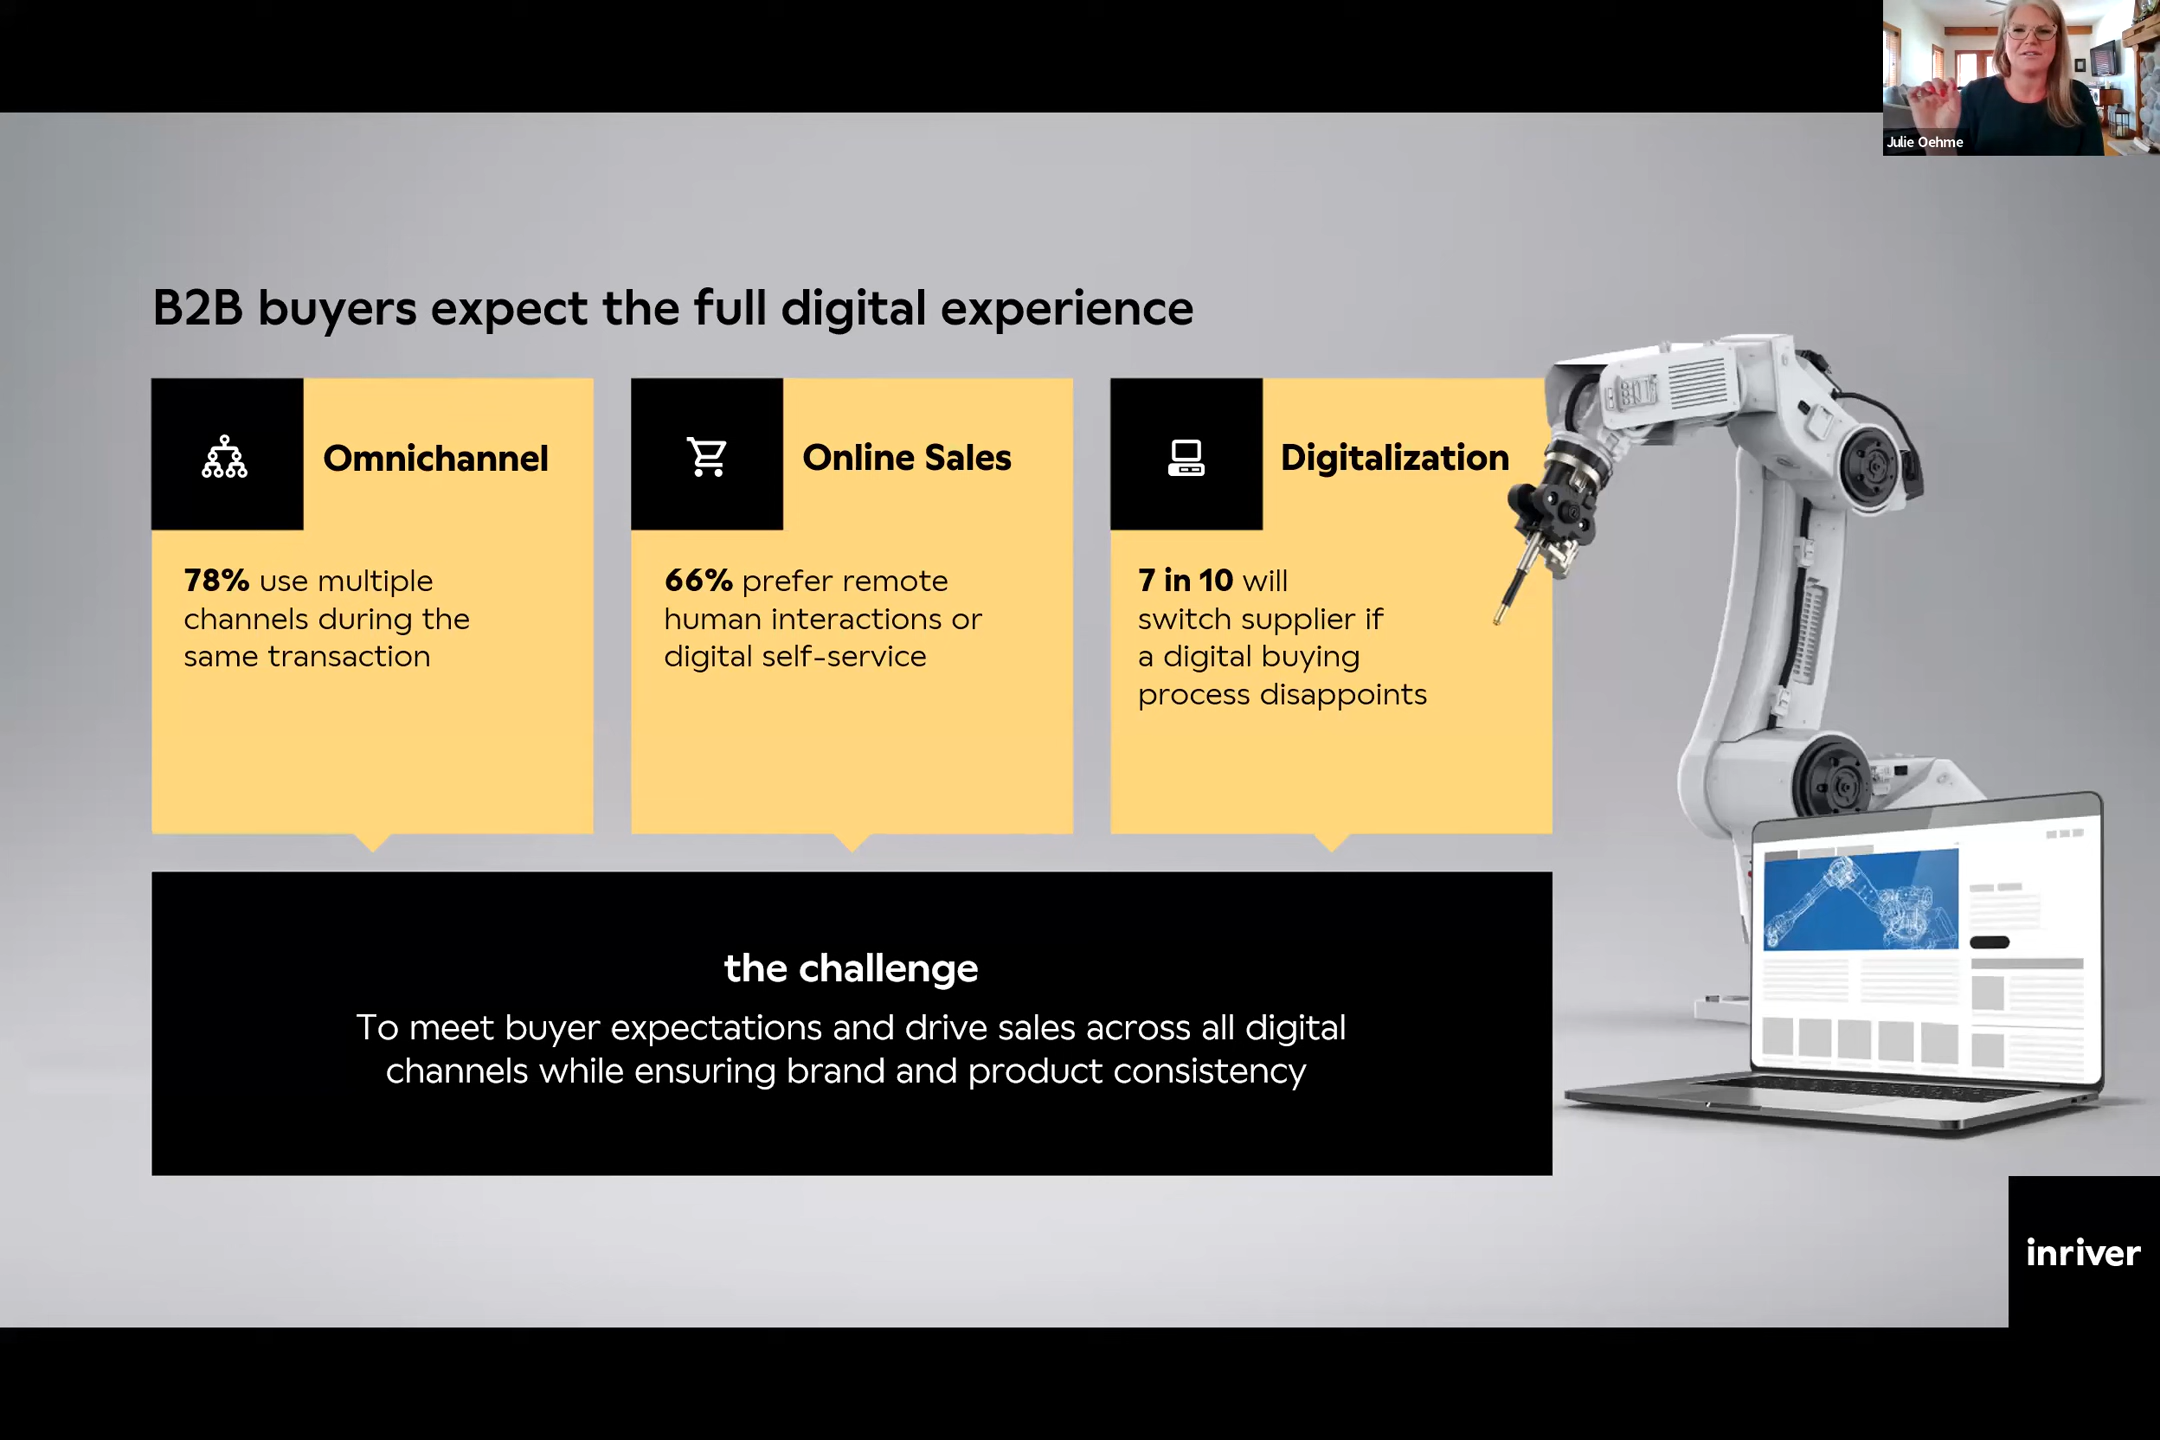 Julie Oehme
B2B buyers expect the full digital experience
Omnichannel
78% use multiple
channels during the
same transaction
Online Sales
66% prefer remote
human interactions or
digital self-service
Digitalization
7 in 10 will
switch supplier if
a digital buying
process disappoints
the challenge
To meet buyer expectations and drive sales across all digital
channels while ensuring brand and product consistency
inriver